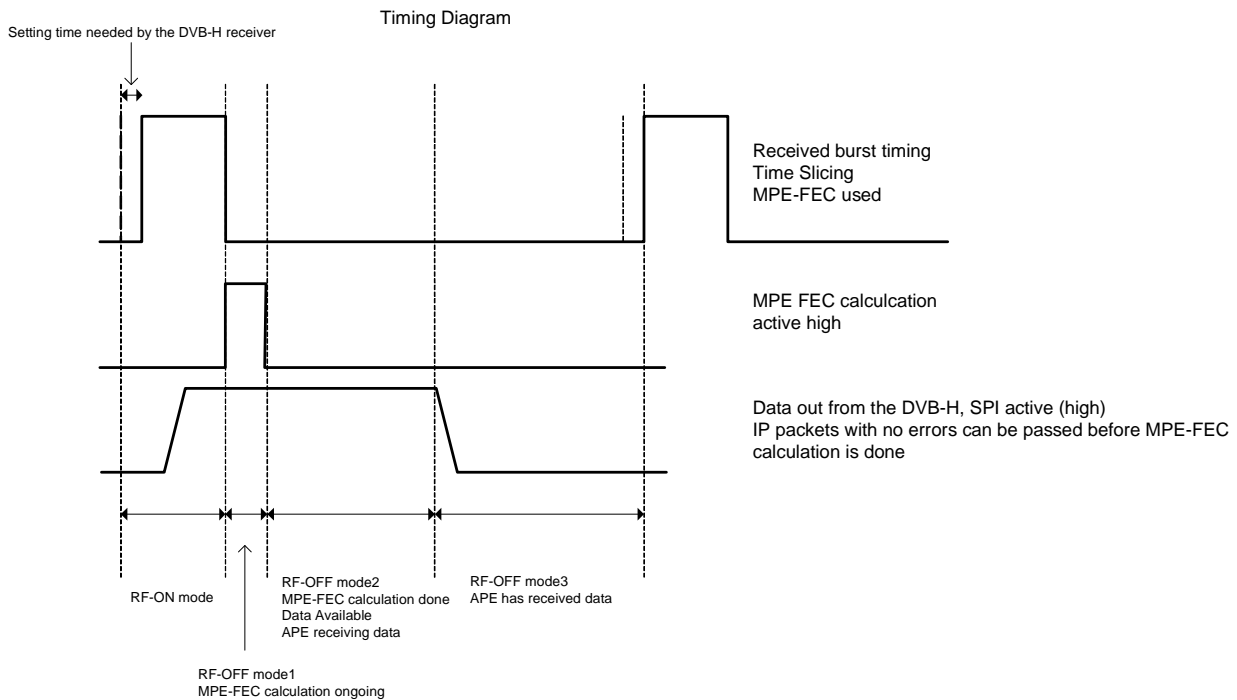 Timing Diagram
Setting time needed by the DVB-H receiver
Received burst timing
Time Slicing
MPE-FEC used
MPE FEC calculcation
active high
Data out from the DVB-H, SPI active (high)
IP packets with no errors can be passed before MPE-FEC
calculation is done
RF-ON mode
RF-OFF mode2
MPE-FEC calculation done
Data Available
APE receiving data
RF-OFF mode3
APE has received data
RF-OFF mode1
MPE-FEC calculation ongoing